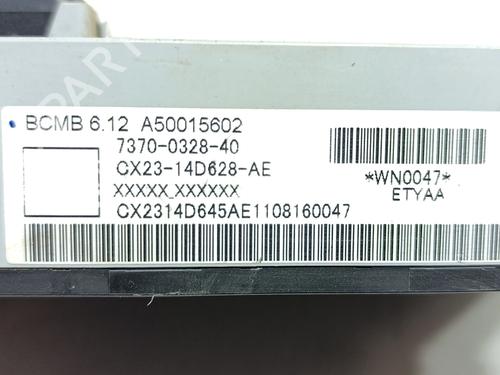 BCMB 6.12 A50015602
7370-0328-40
CX23-14D628-AE
XXXXX_XXXXXX
CX2314D645AE1108160047
*WN0047*
ETYAA